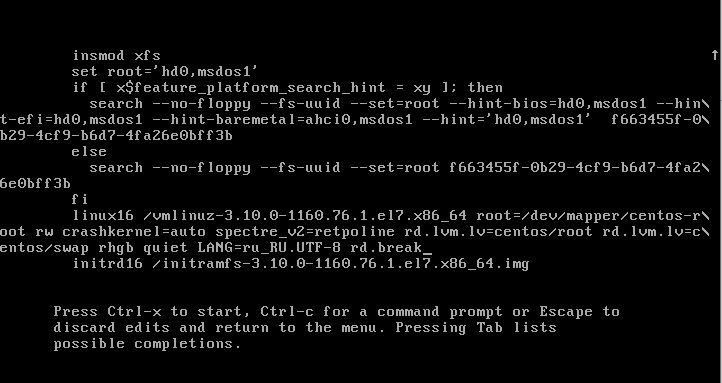 insmod xfs
set root='hd0,msdos1'
if [ x$feature_platform_search_hint = xy ]; then
search --no-floppy --fs-uuid --set=root --hint-bios=hd0,msdos1 --hin\
t-efi=hd0,msdos1 --hint-baremetal=ahci0,msdos1 --hint='hd0,msdos1'  f663455f-0\
b29-4cf9-b6d7-4fa26e0bff3b
else
search --no-floppy --fs-uuid --set=root f663455f-0b29-4cf9-b6d7-4fa2\
6e0bff3b
fi
linux16 /vmlinuz-3.10.0-1160.76.1.el7.x86_64 root=/dev/mapper/centos-r\
oot rw crashkernel=auto spectre_v2=retpoline rd.lvm.lv=centos/root rd.lvm.lv=c\
entos/swap rhgb quiet LANG=ru_RU.UTF-8 rd.break_
initrd16 /initramfs-3.10.0-1160.76.1.el7.x86_64.img
Press Ctrl-x to start, Ctrl-c for a command prompt or Escape to
discard edits and return to the menu. Pressing Tab lists
possible completions.